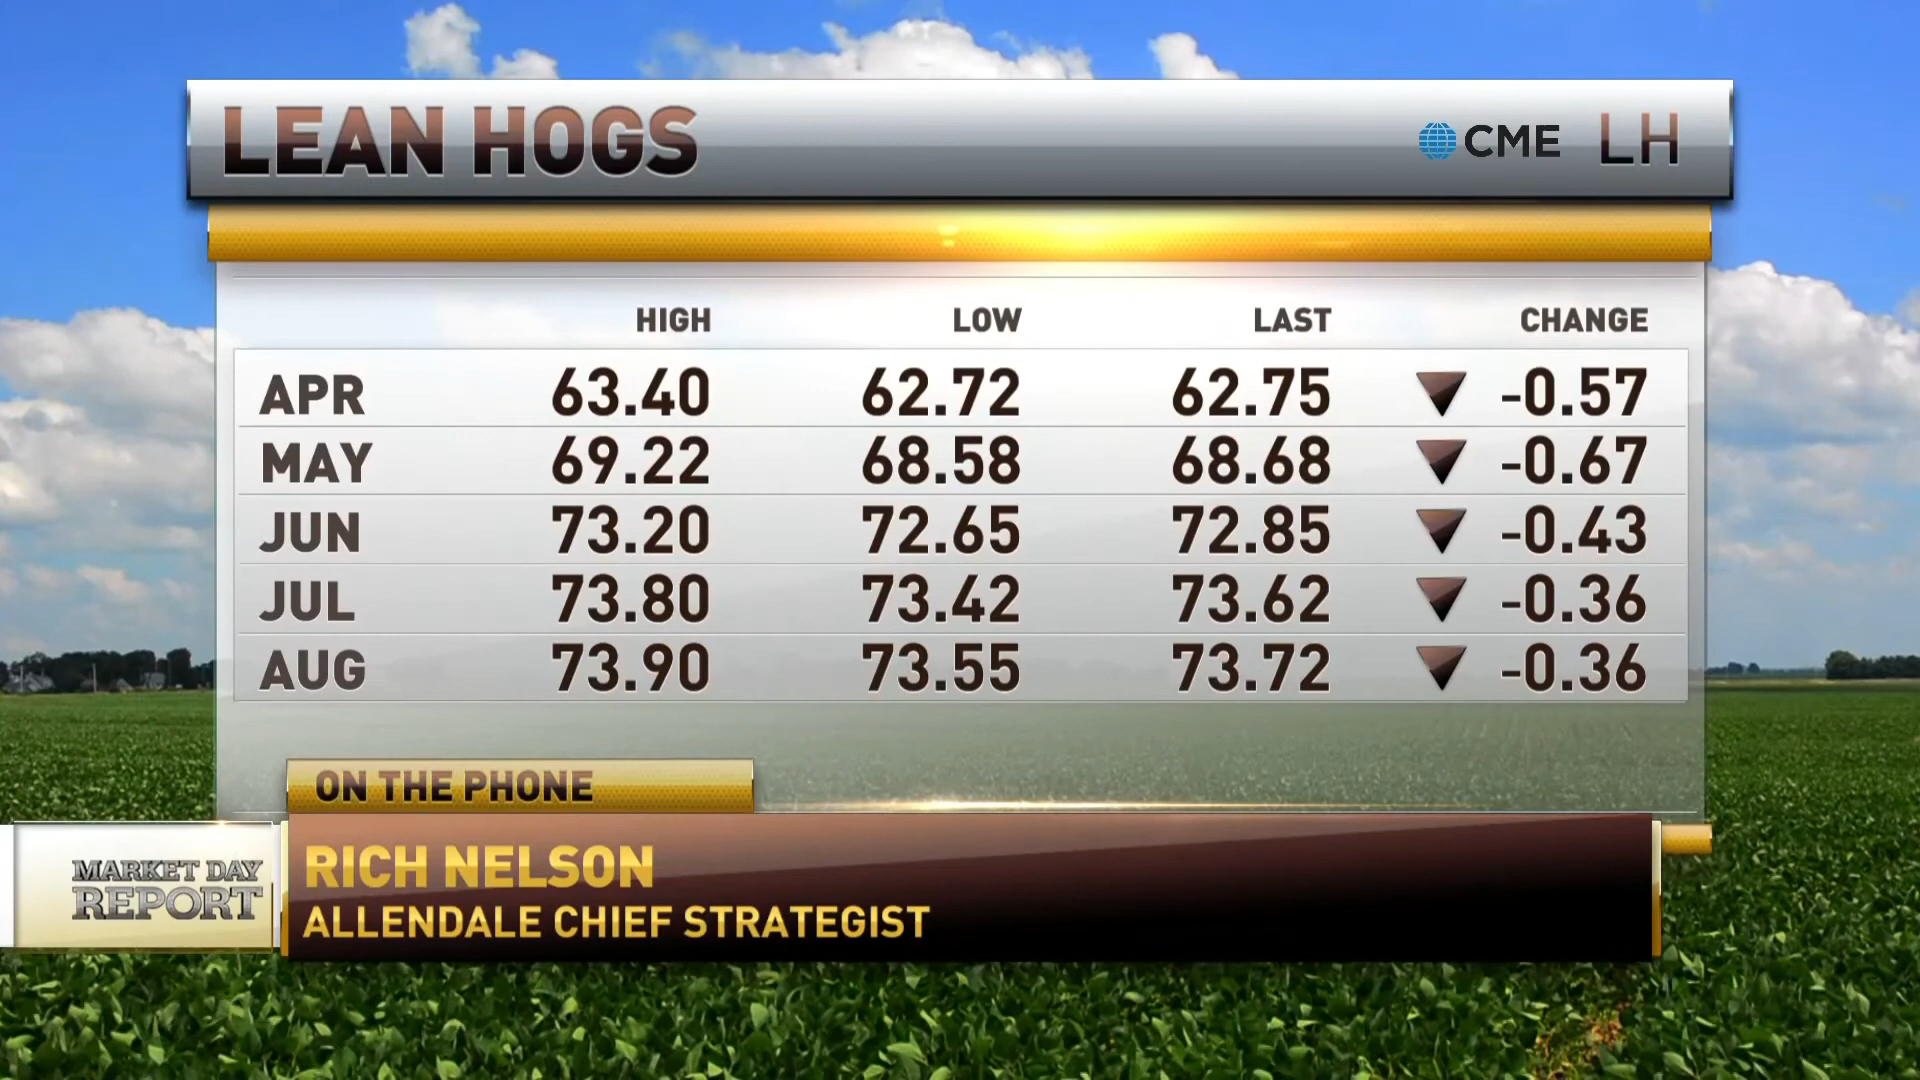 LEAN HOGS CME LH
HIGH LOW LAST CHANGE
APR 63.40 62.72 62.75 -0.57
MAY 69.22 68.58 68.68 -0.67
JUN 73.20 72.65 72.85 -0.43
JUL 73.80 73.42 73.62 -0.36
AUG 73.90 73.55 73.72 -0.36
ON THE PHONE
MARKET DAY
REPORT
RICH NELSON
ALLENDALE CHIEF STRATEGIST